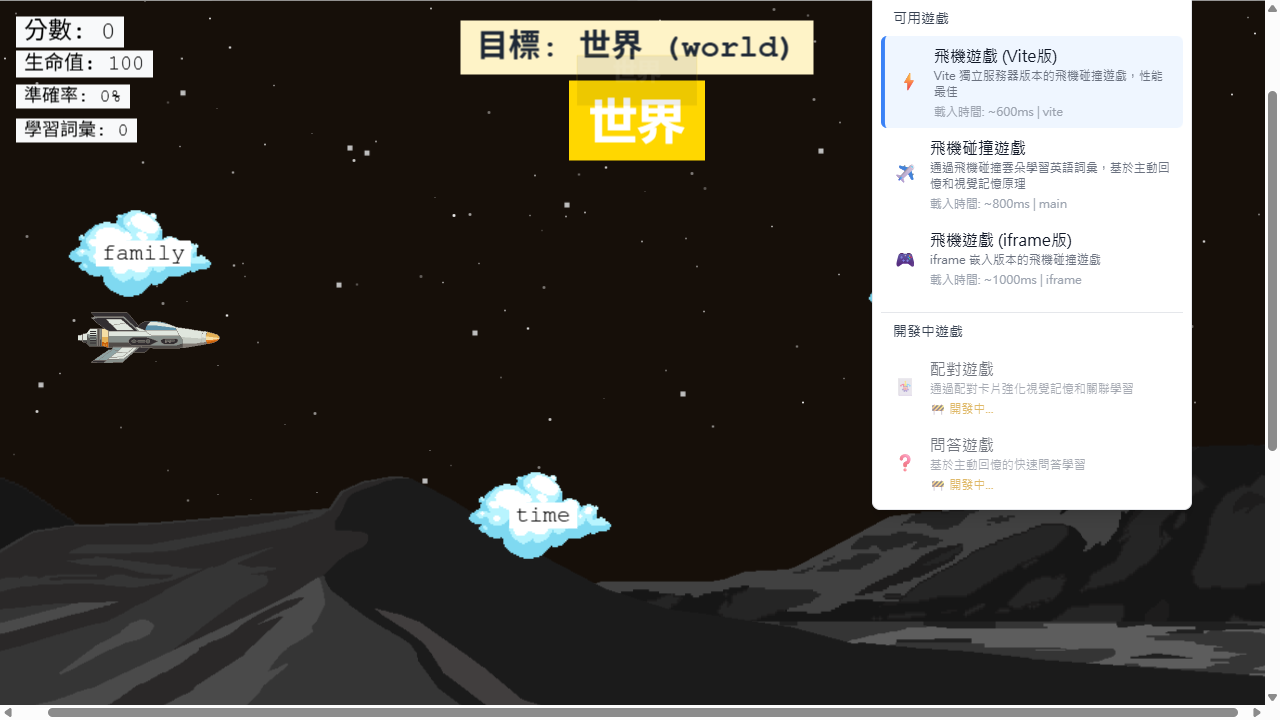 分數: 0
生命值: 100
準確率: 0%
學習詞彙: 0
目標: 世界 (world)
世界
世界
family
time
可用遊戲
飛機遊戲 (Vite版)
Vite 獨立服務器版本的飛機碰撞遊戲，性能
最佳
載入時間: ~600ms | vite
飛機碰撞遊戲
通過飛機碰撞雲朵學習英語詞彙，基於主動回
憶和視覺記憶原理
載入時間: ~800ms | main
飛機遊戲 (iframe版)
iframe 嵌入版本的飛機碰撞遊戲
載入時間: ~1000ms | iframe
開發中遊戲
配對遊戲
通過配對卡片強化視覺記憶和關聯學習
開發中...
問答遊戲
基於主動回憶的快速問答學習
開發中...